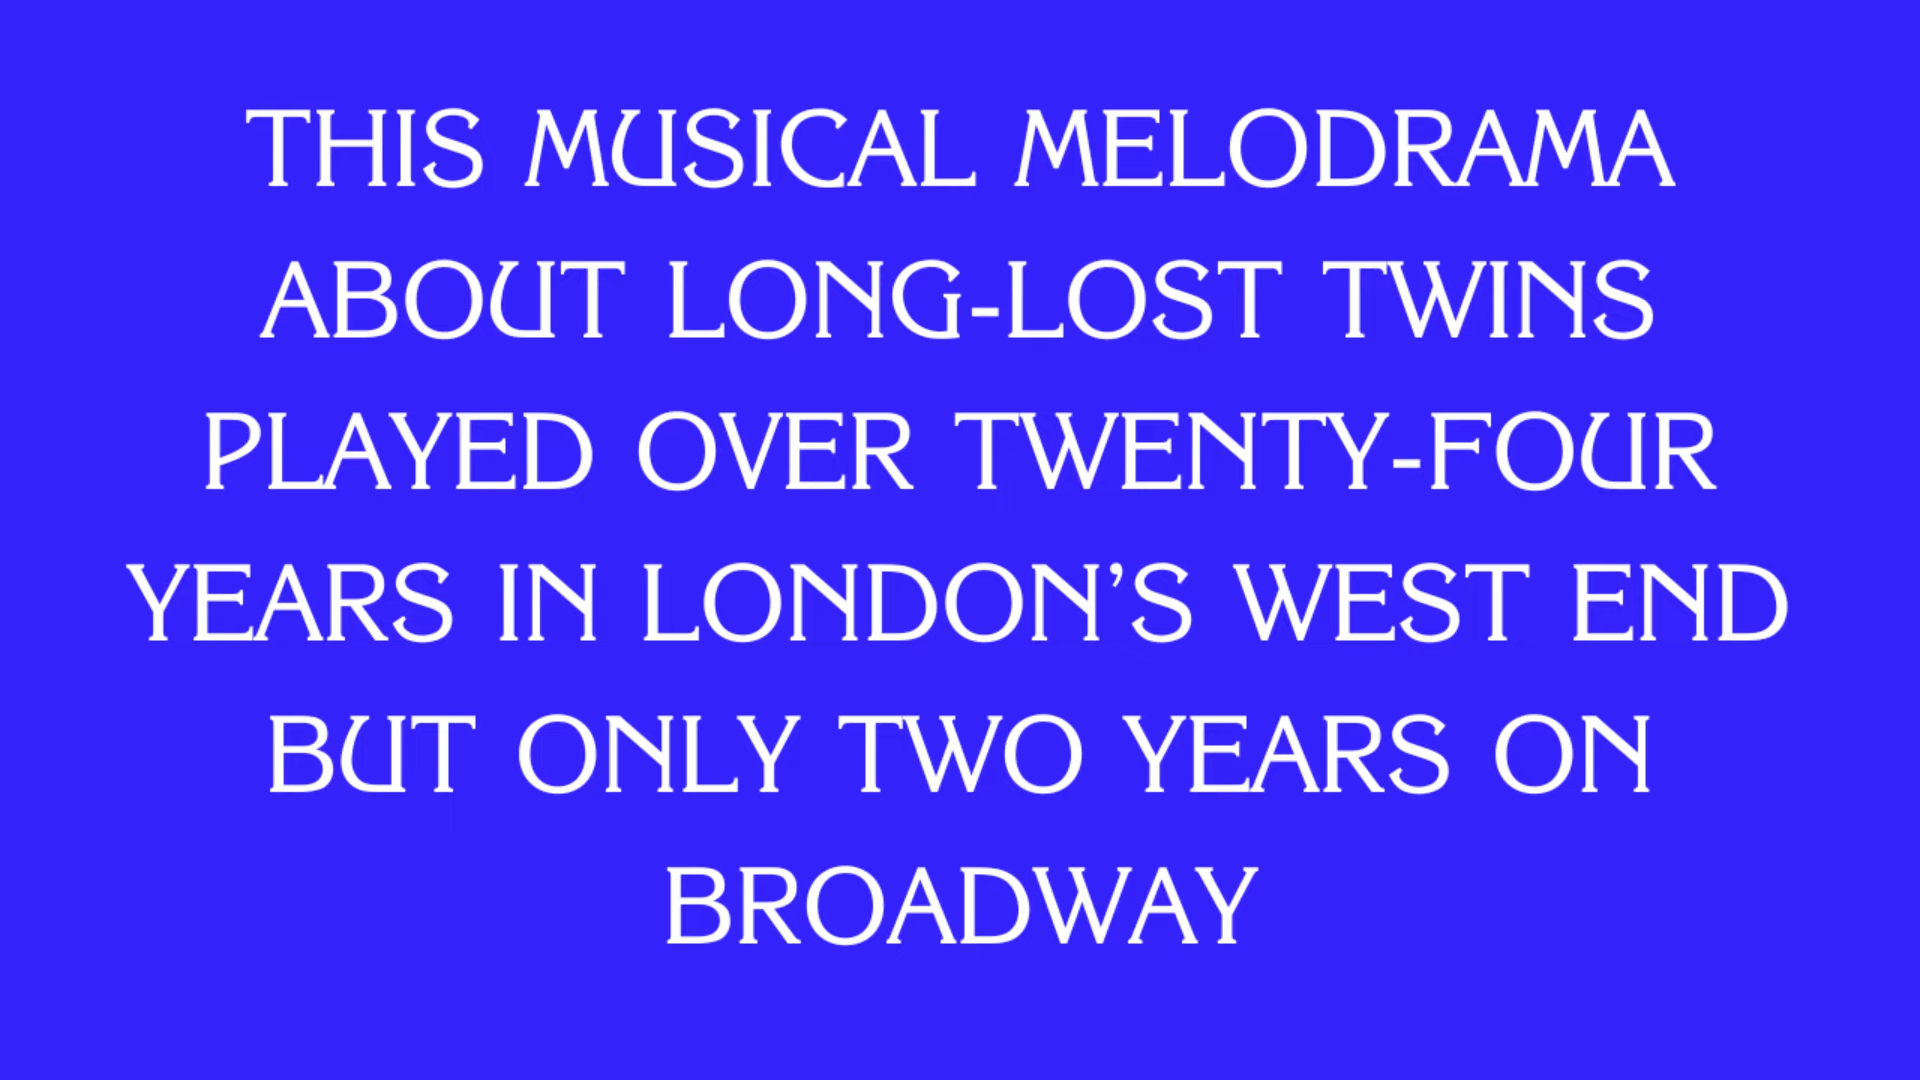 THIS MUSICAL MELODRAMA
ABOUT LONG-LOST TWINS
PLAYED OVER TWENTY-FOUR
YEARS IN LONDON’S WEST END
BUT ONLY TWO YEARS ON
BROADWAY